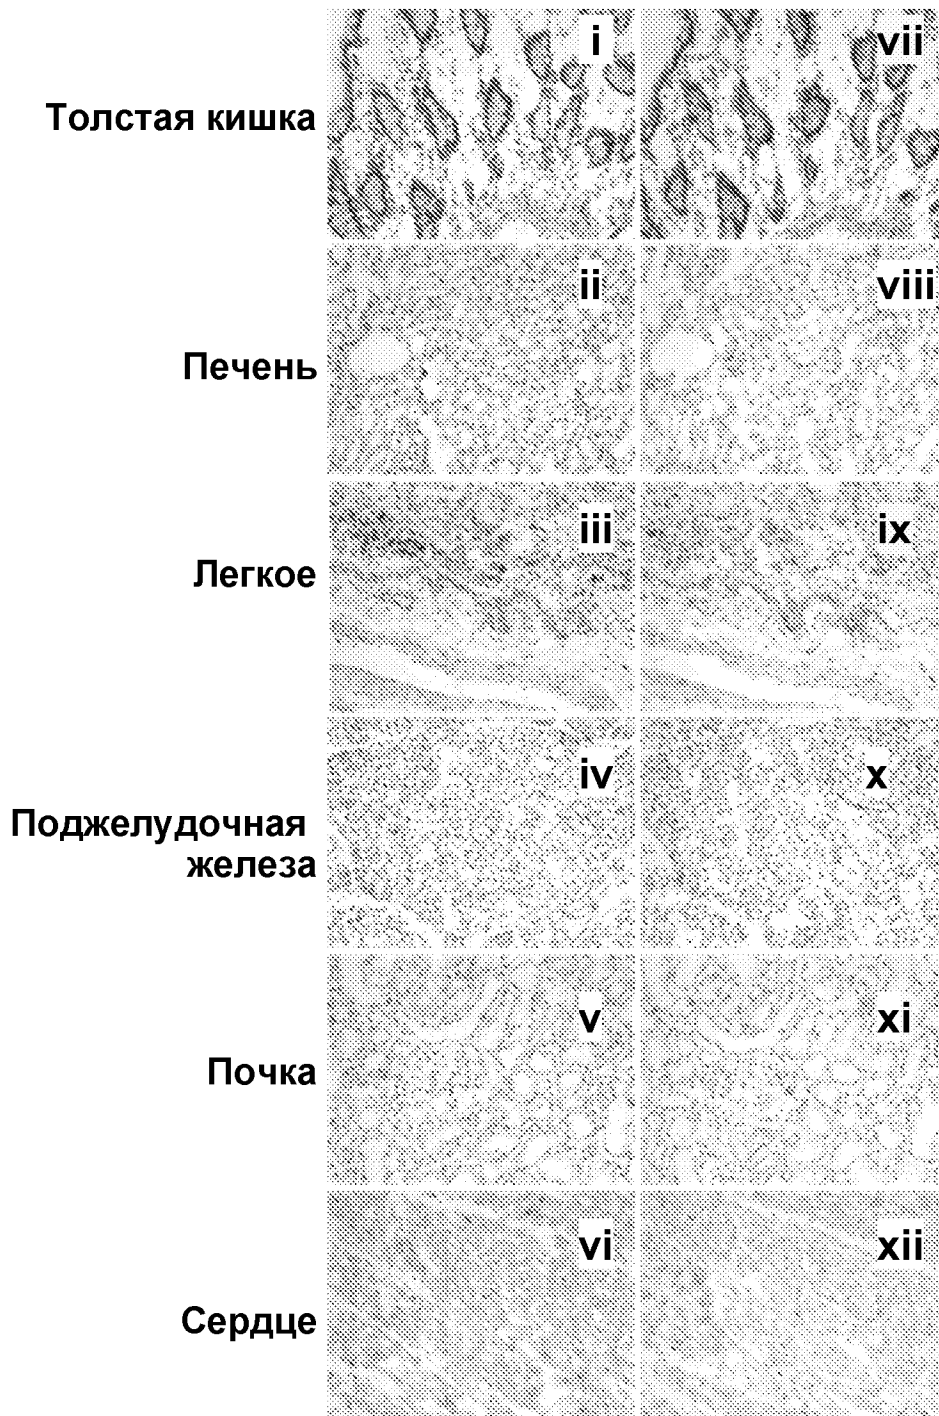 i
vii
Толстая кишка
ii
viii
Печень
iii
ix
Легкое
iv
x
Поджелудочная
железа
v
xi
Почка
vi
xii
Сердце